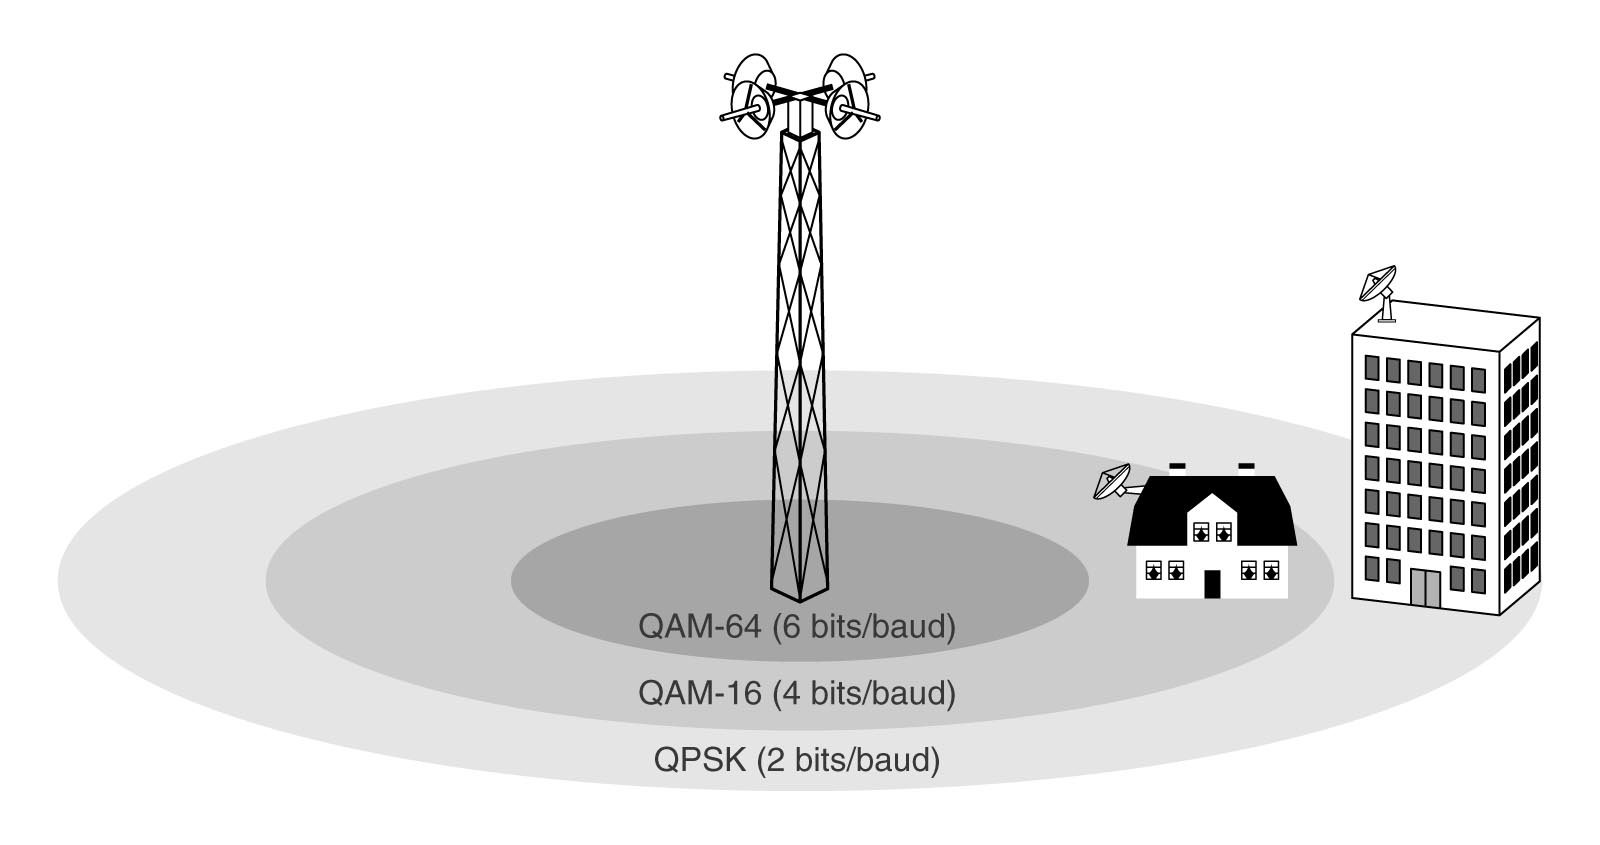 QAM-64 (6 bits/baud)
QAM-16 (4 bits/baud)
QPSK (2 bits/baud)